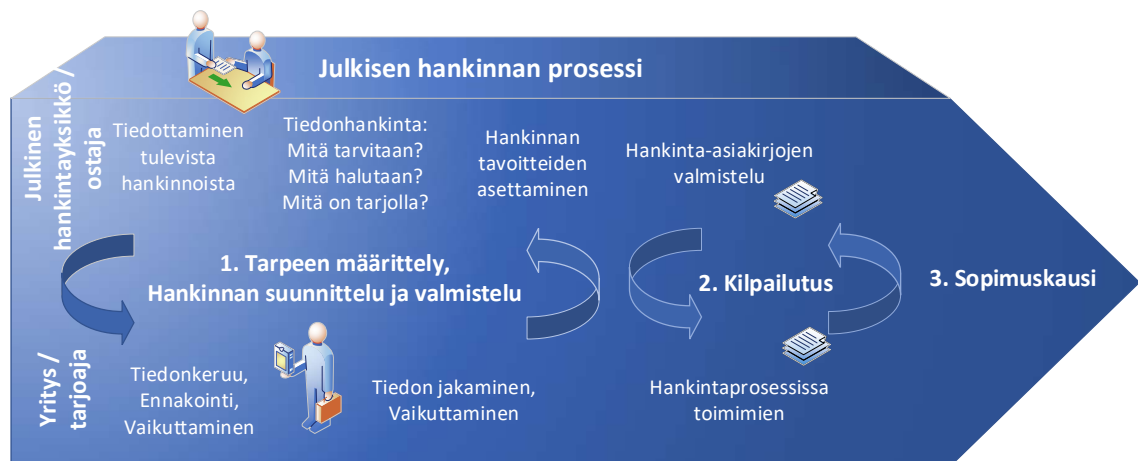 Julkisen hankinnan prosessi
Julkinen
hankintayksikkö /
ostaja
Tiedottaminen
tulevista
hankinnoista
Tiedonhankinta:
Mitä tarvitaan?
Mitä halutaan?
Mitä on tarjolla?
Hankinnan
tavoitteiden
asettaminen
Hankinta-asiakirjojen
valmistelu
1. Tarpeen määrittely,
Hankinnan suunnittelu ja valmistelu
2. Kilpailutus
3. Sopimuskausi
Yritys /
tarjoaja
Tiedonkeruu,
Ennakointi,
Vaikuttaminen
Tiedon jakaminen,
Vaikuttaminen
Hankintaprosessissa
toimimien